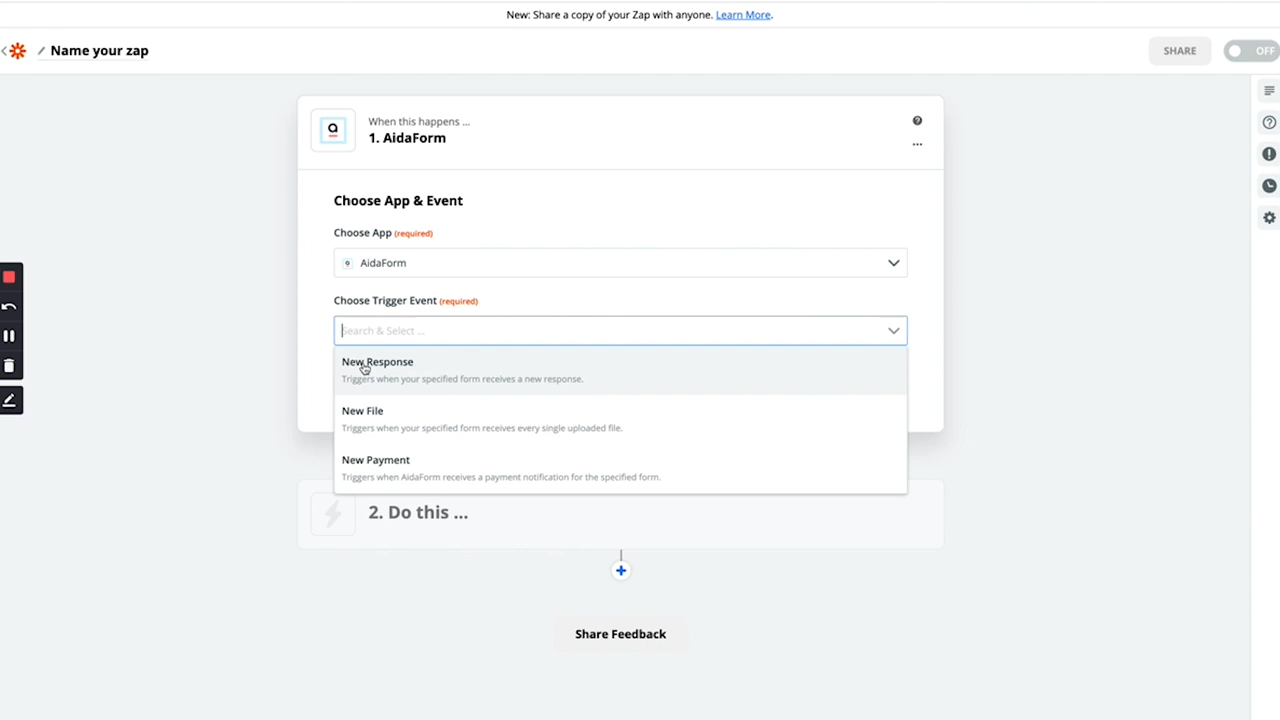 New: Share a copy of your Zap with anyone. Learn More.
Name your zap
SHARE
OFF
a
When this happens ...
1. AidaForm
Choose App & Event
Choose App (required)
AidaForm
Choose Trigger Event (required)
Search & Select ...
New Response
Triggers when your specified form receives a new response.
New File
Triggers when your specified form receives every single uploaded file.
New Payment
Triggers when AidaForm receives a payment notification for the specified form.
2. Do this ...
Share Feedback